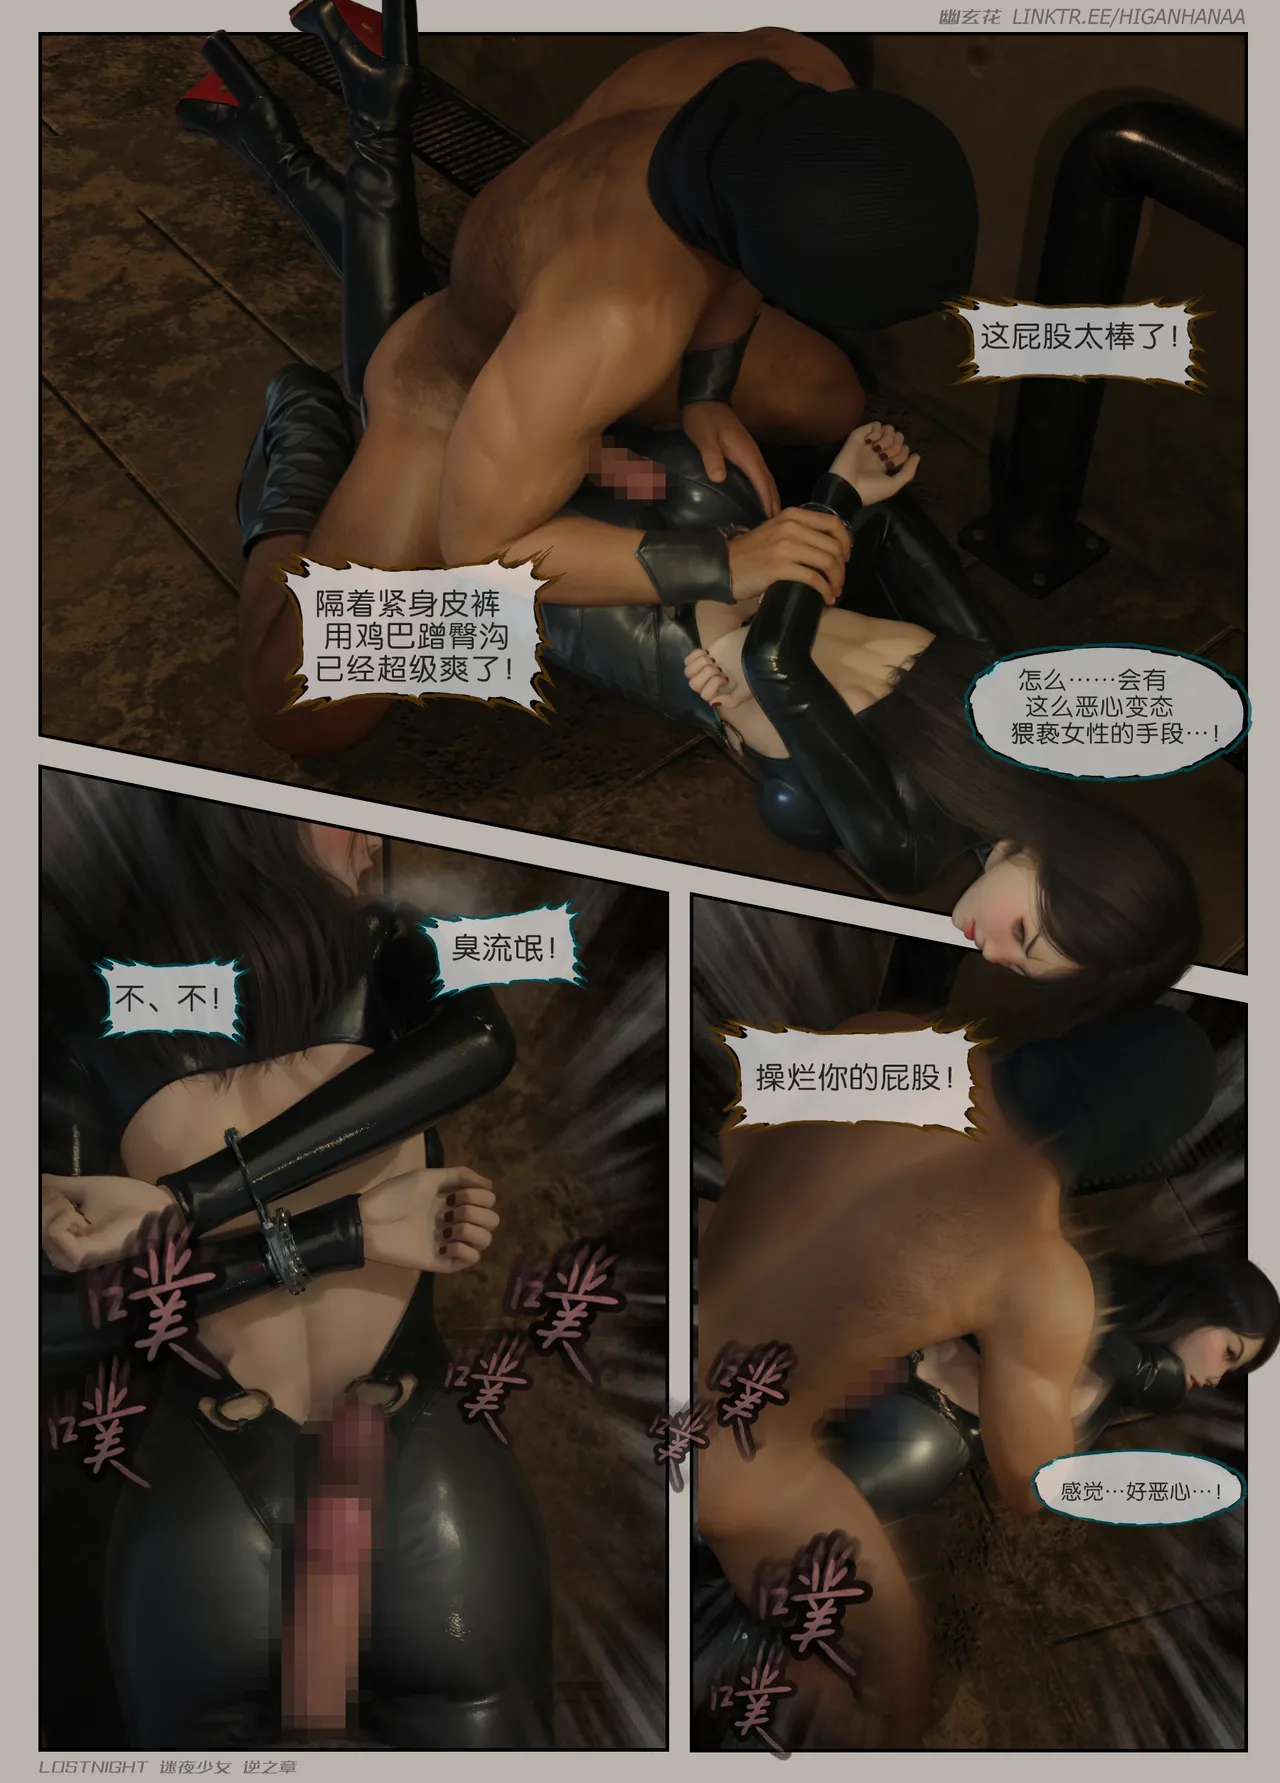 幽玄花 LINKTR.EE/HIGANHANAA
这屁股太棒了!
隔着紧身皮裤
用鸡巴蹭臀沟
已经超级爽了!
怎么……会有
这么恶心变态
猥亵女性的手段…!
臭流氓!
不、不!
噗
噗
噗
噗
操烂你的屁股!
噗
噗
感觉…好恶心…!
噗
噗
LOSTNIGHT 迷夜少女 逆之章